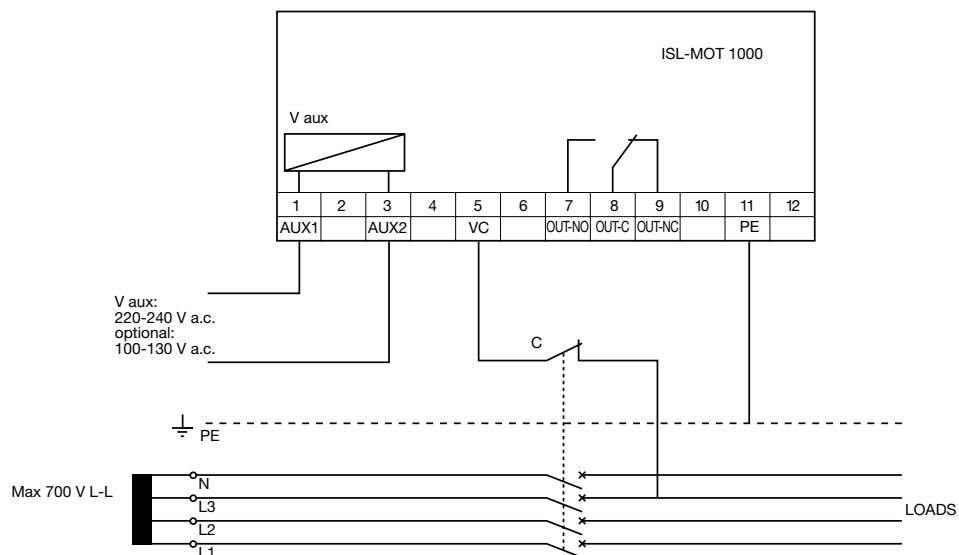 ISL-MOT 1000
V aux
1 2 3 4 5 6 7 8 9 10 11 12
AUX1 AUX2 VC OUT-NO OUT-C OUT-NC PE
V aux:
220-240 V a.c.
optional:
100-130 V a.c.
C
PE
Max 700 V L-L
N
L3
LOADS
L2
L1